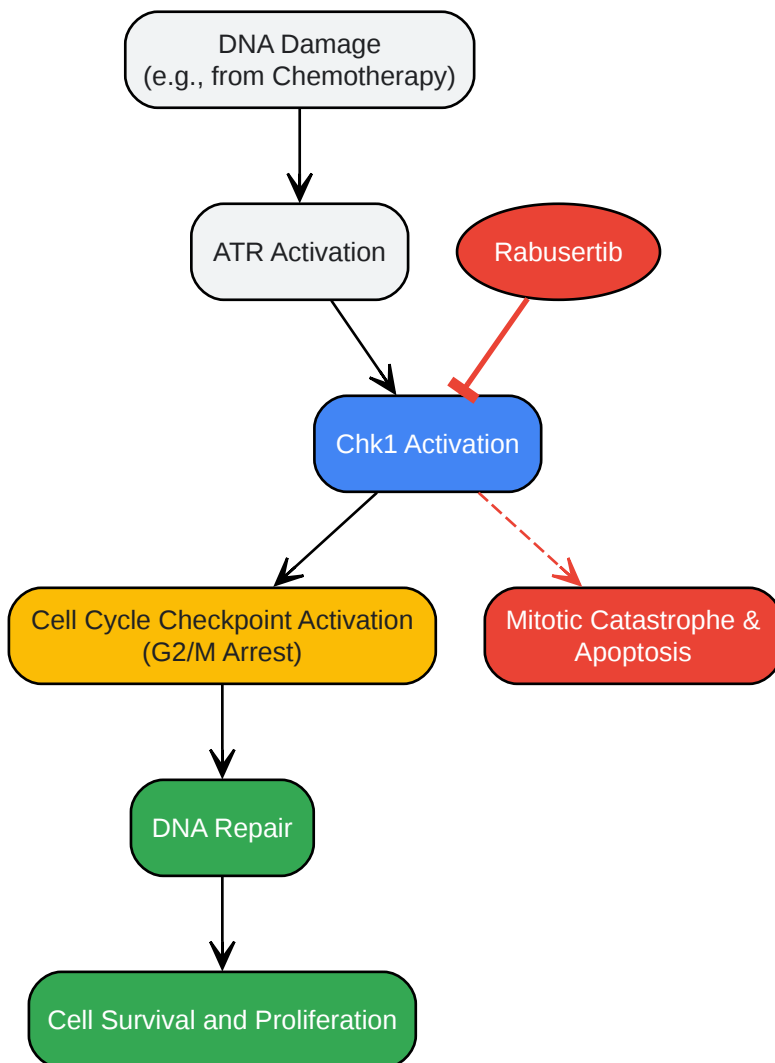 DNA Damage
(e.g., from Chemotherapy)
ATR Activation
Rabusertib
Chk1 Activation
Cell Cycle Checkpoint Activation
(G2/M Arrest)
Mitotic Catastrophe &
Apoptosis
DNA Repair
Cell Survival and Proliferation